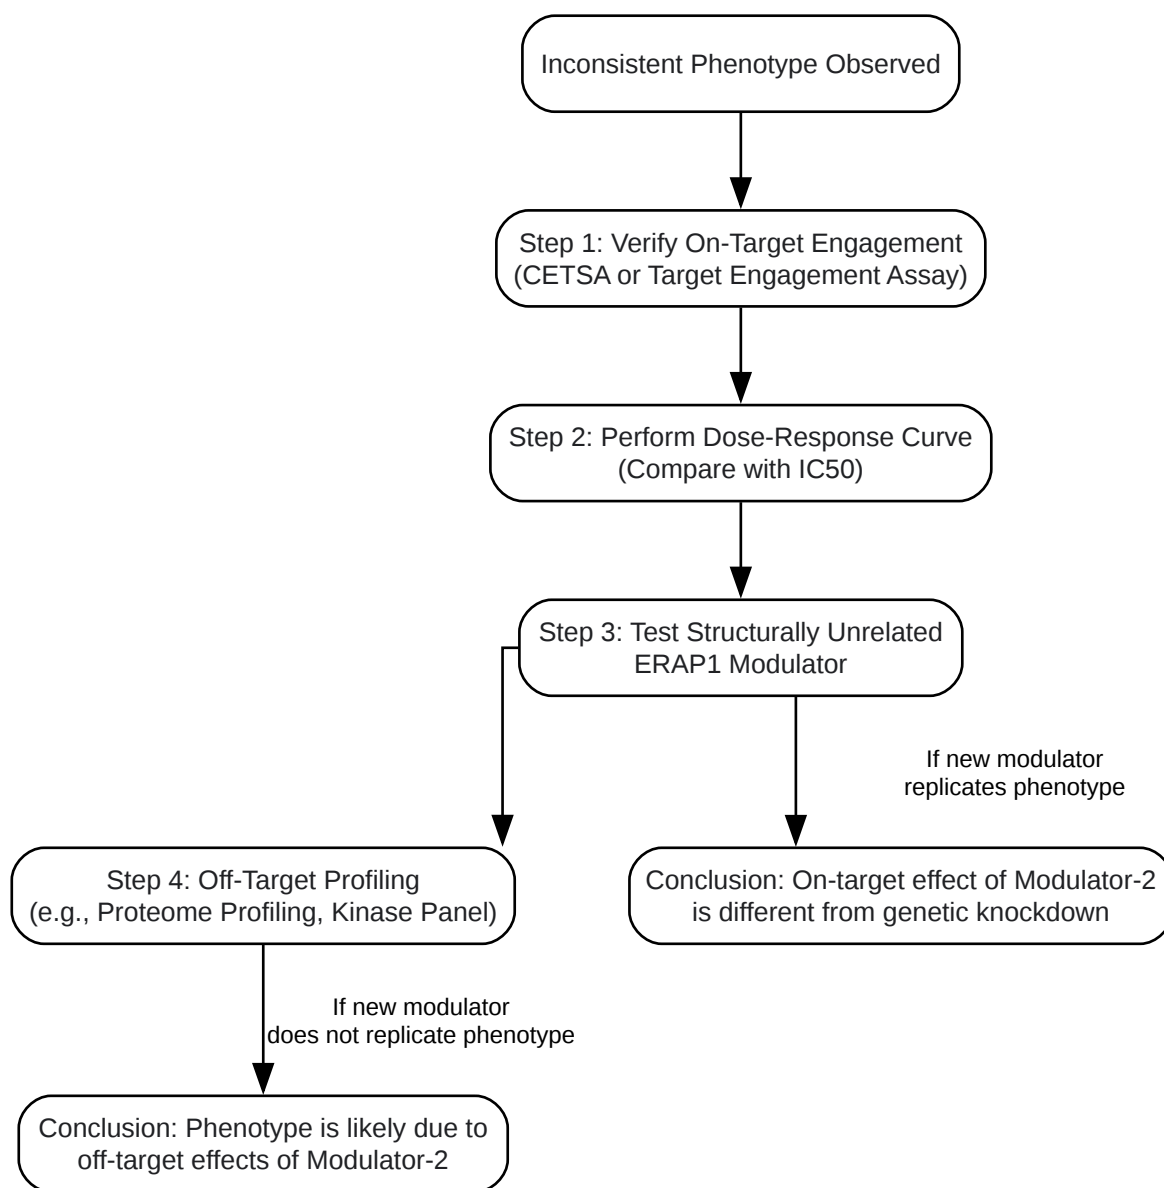 Inconsistent Phenotype Observed
Step 1: Verify On-Target Engagement
(CETSA or Target Engagement Assay)
Step 2: Perform Dose-Response Curve
(Compare with IC50)
Step 3: Test Structurally Unrelated
ERAP1 Modulator
If new modulator
replicates phenotype
Step 4: Off-Target Profiling
(e.g., Proteome Profiling, Kinase Panel)
Conclusion: On-target effect of Modulator-2
is different from genetic knockdown
If new modulator
does not replicate phenotype
Conclusion: Phenotype is likely due to
off-target effects of Modulator-2